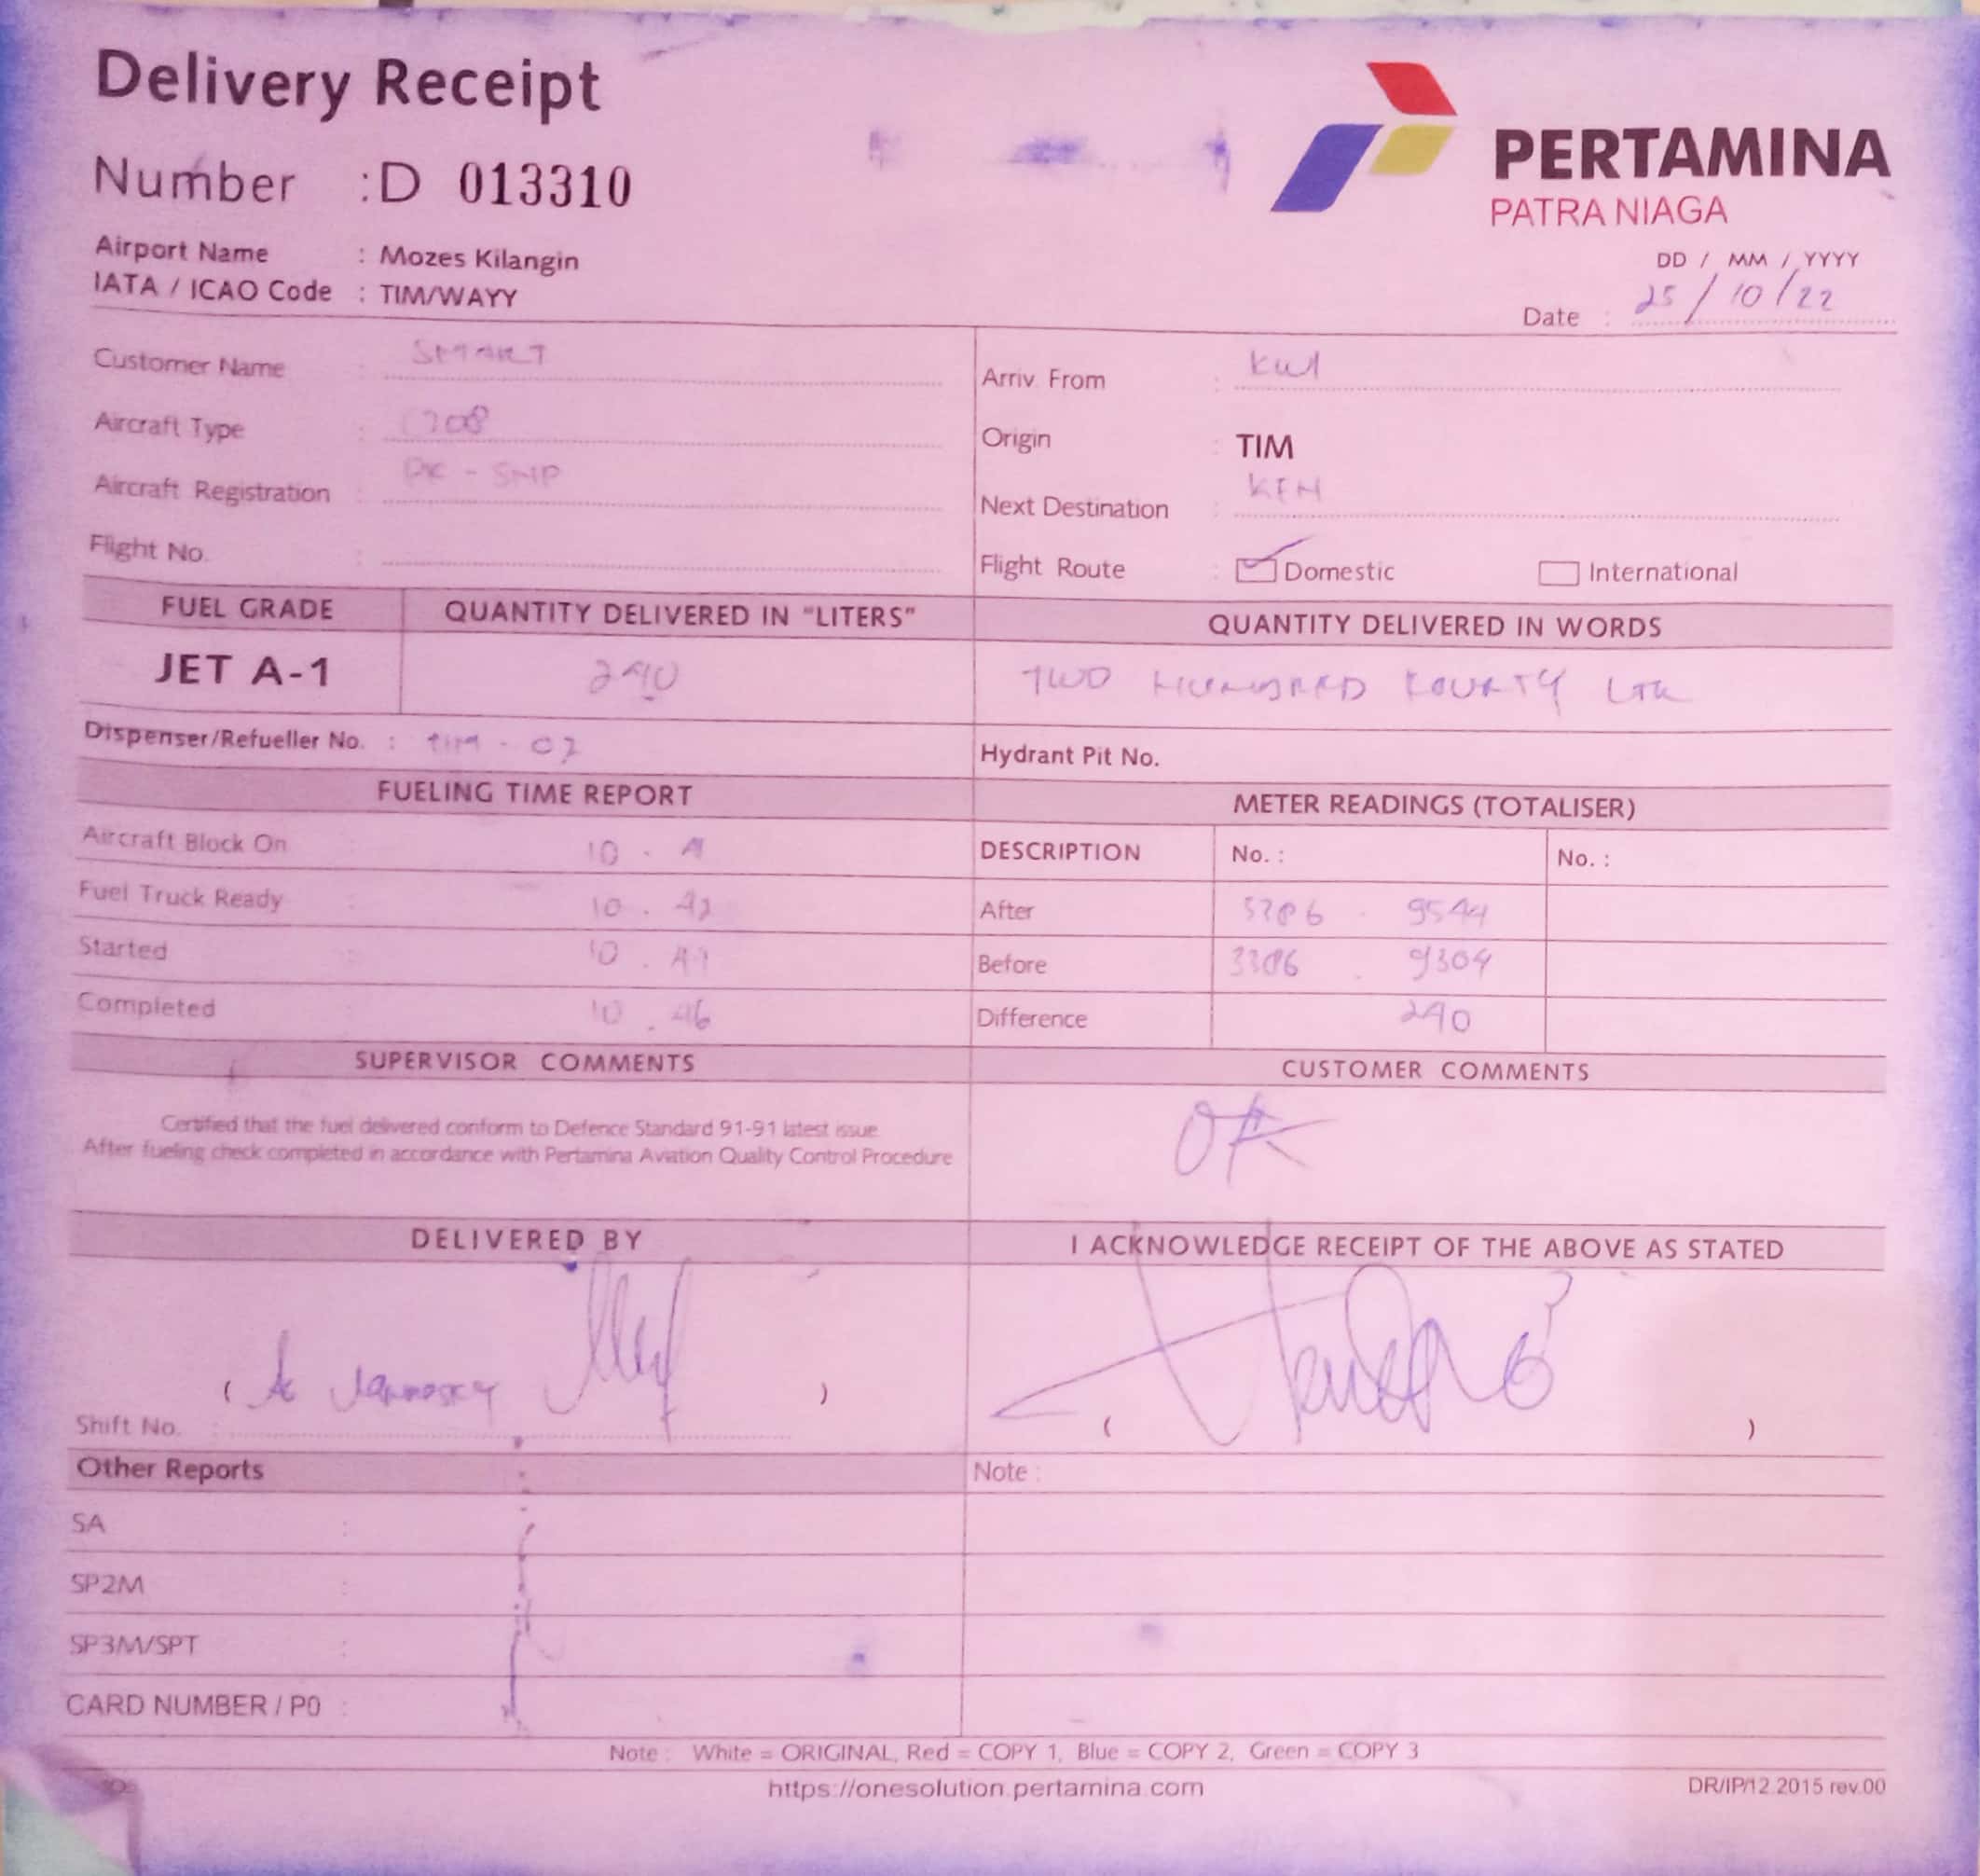 Delivery Receipt
Number : D 013310
PERTAMINA
PATRA NIAGA
Airport Name : Mozes Kilangin
IATA / ICAO Code : TIM/WAYY
DD / MM / YYYY
Date : 25/10/22
Customer Name : SMART
Arriv. From :
Aircraft Type : C208
Origin : TIM
Aircraft Registration : PK - SNP
Next Destination :
Flight No. :
Flight Route : Domestic International
FUEL GRADE QUANTITY DELIVERED IN "LITERS" QUANTITY DELIVERED IN WORDS
JET A-1 240 TWO HUNDRED FOURTY LTR
Dispenser/Refueller No. : TIM - 07
Hydrant Pit No.
FUELING TIME REPORT METER READINGS (TOTALISER)
Aircraft Block On 10 .
DESCRIPTION No. : No. :
Fuel Truck Ready : 10 . 42
After 9544
Started : 10 .
Before 9304
Completed : 10 . 46
Difference 240
SUPERVISOR COMMENTS CUSTOMER COMMENTS
Certified that the fuel delivered conform to Defence Standard 91-91 latest issue.
After fueling check completed in accordance with Pertamina Aviation Quality Control Procedure
OK
DELIVERED BY I ACKNOWLEDGE RECEIPT OF THE ABOVE AS STATED
( )
( )
Shift No. :
Other Reports Note :
SA :
SP2M :
SP3M/SPT :
CARD NUMBER / P0 :
Note : White = ORIGINAL, Red = COPY 1, Blue = COPY 2, Green = COPY 3
https://onesolution.pertamina.com
DR/IP/12.2015 rev.00